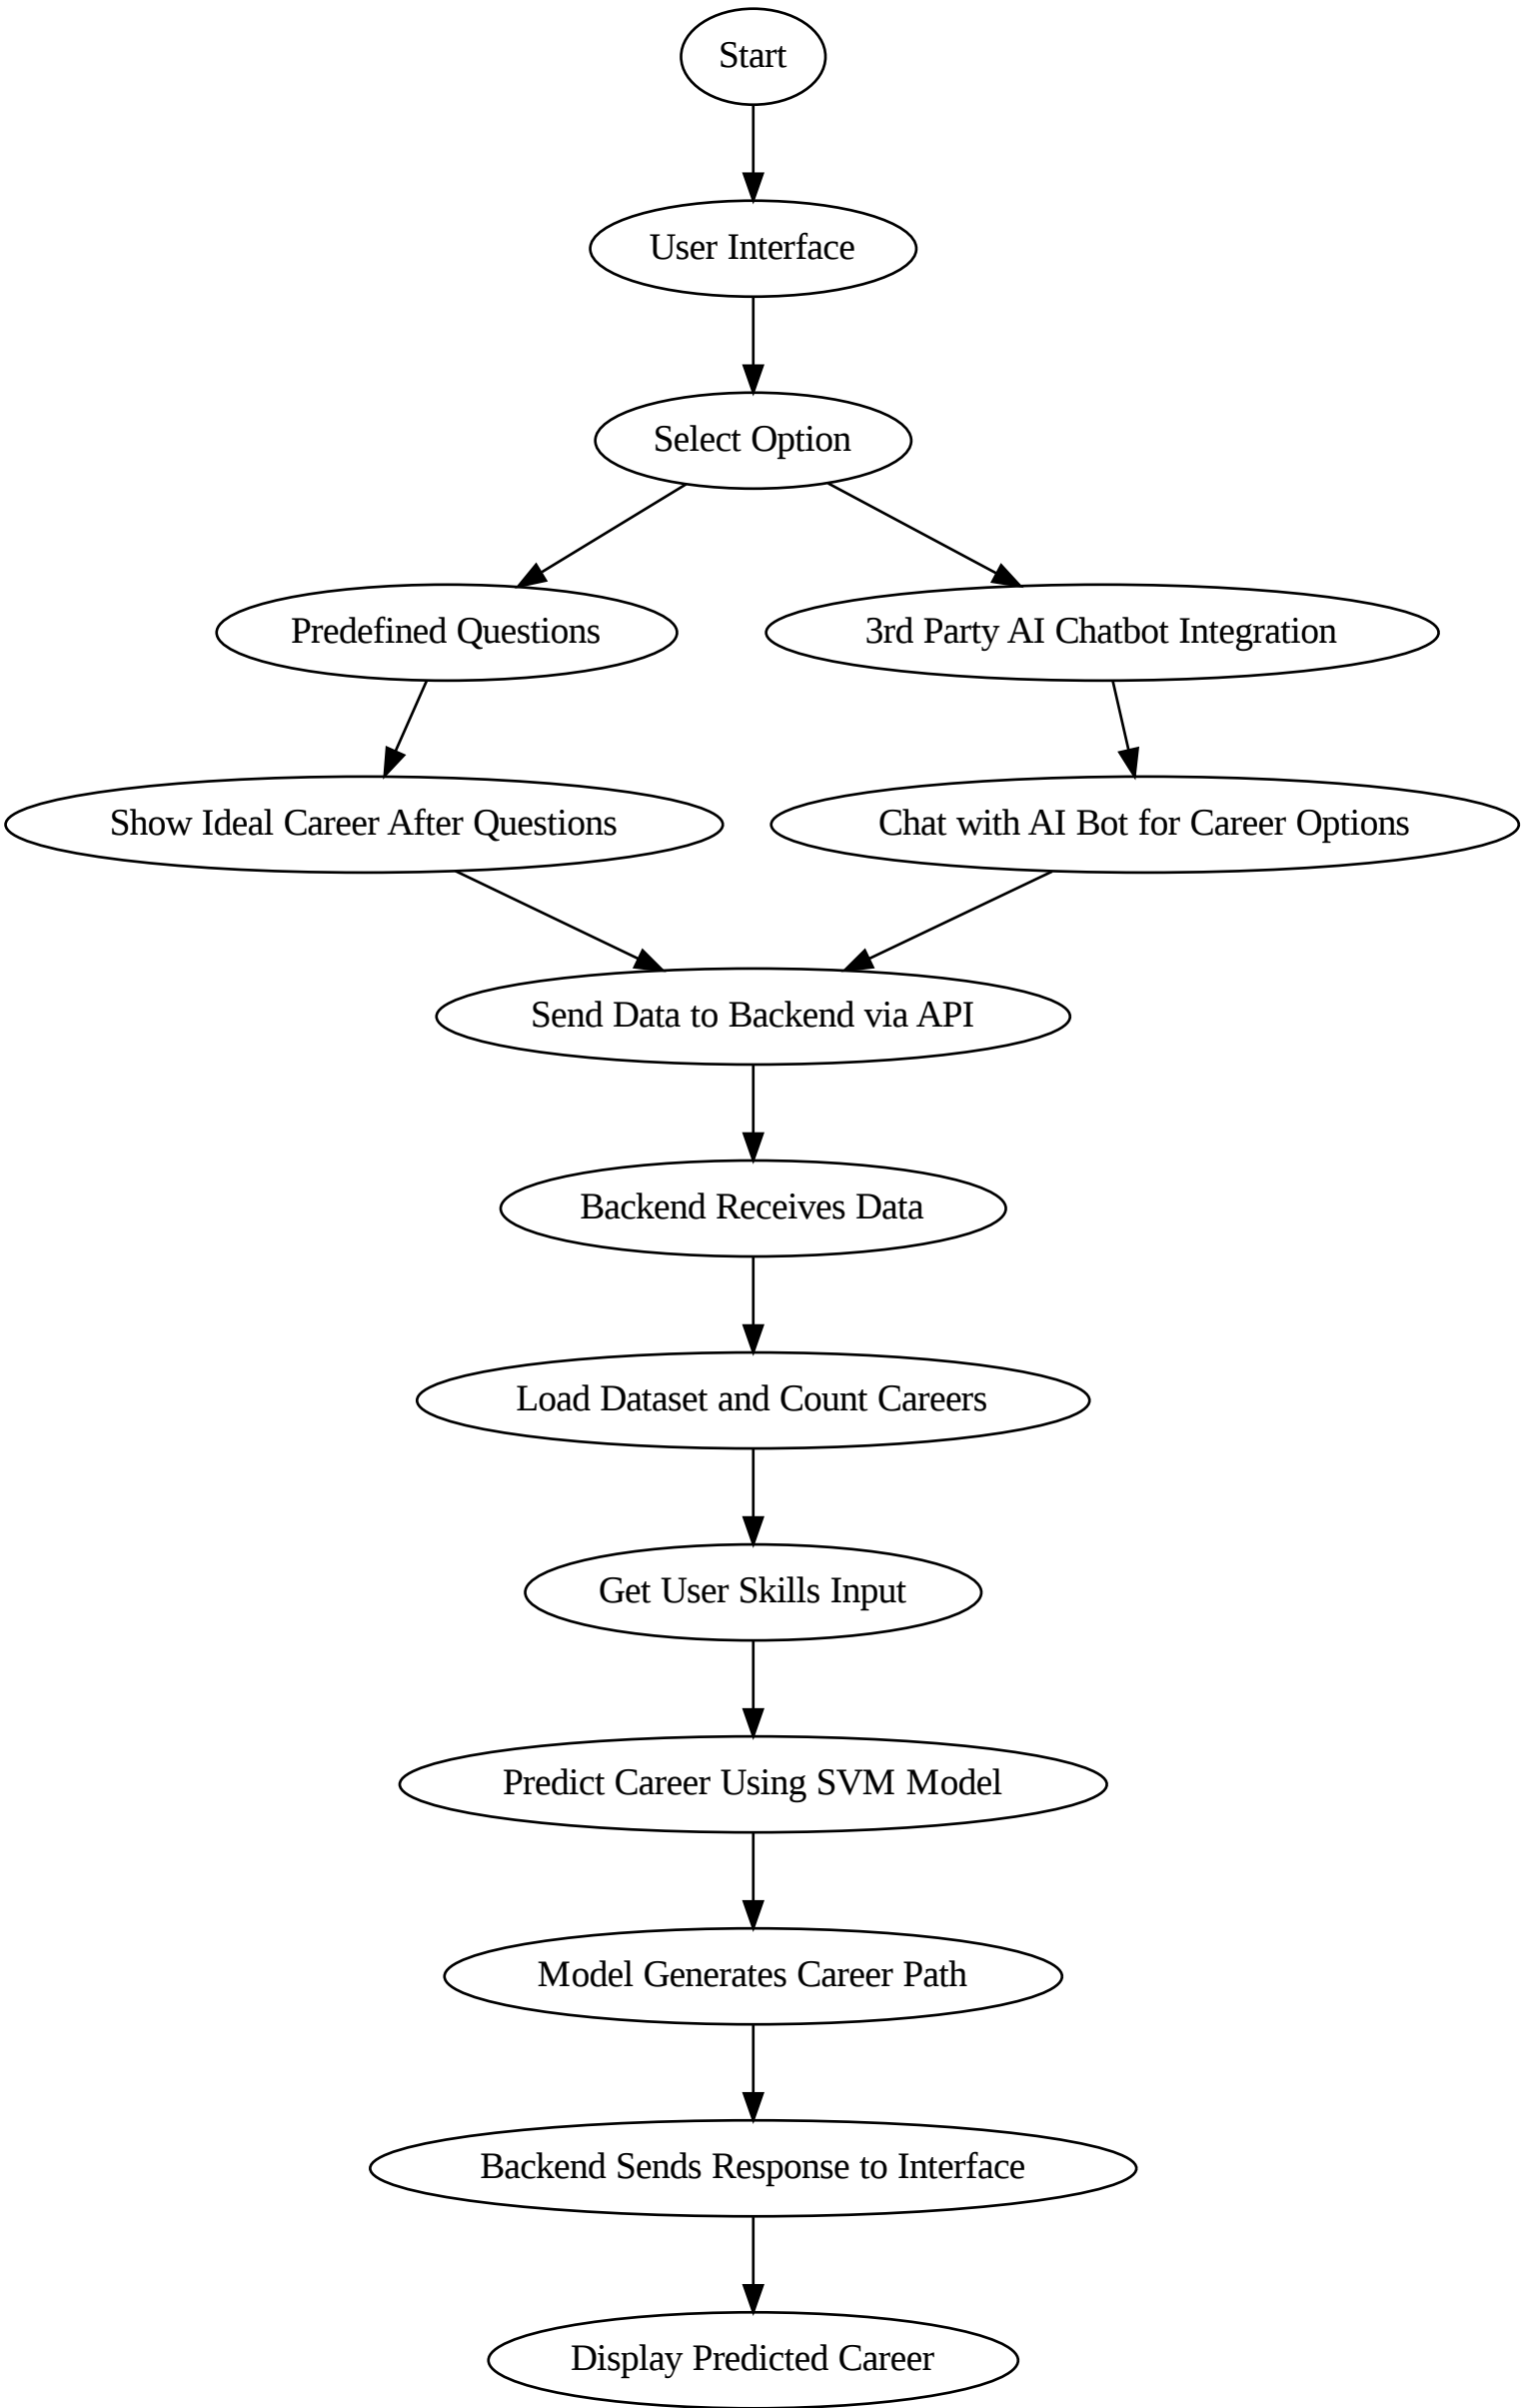 Start
User Interface
Select Option
Predefined Questions
3rd Party AI Chatbot Integration
Show Ideal Career After Questions
Chat with AI Bot for Career Options
Send Data to Backend via API
Backend Receives Data
Load Dataset and Count Careers
Get User Skills Input
Predict Career Using SVM Model
Model Generates Career Path
Backend Sends Response to Interface
Display Predicted Career